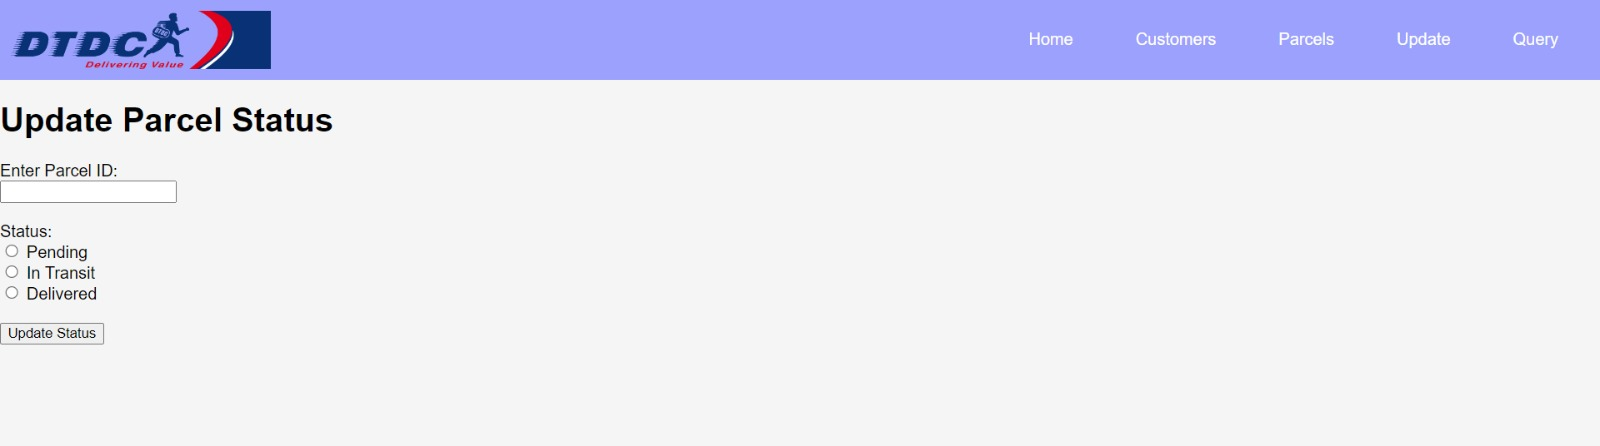 DTDC
DTDC
Delivering Value
Home Customers Parcels Update Query
Update Parcel Status
Enter Parcel ID:
Status:
Pending
In Transit
Delivered
Update Status